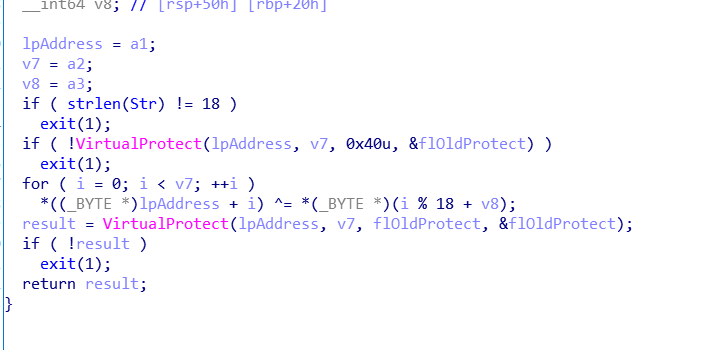 __int64 v8; // [rsp+50h] [rbp+20h]
lpAddress = a1;
v7 = a2;
v8 = a3;
if ( strlen(Str) != 18 )
exit(1);
if ( !VirtualProtect(lpAddress, v7, 0x40u, &flOldProtect) )
exit(1);
for ( i = 0; i < v7; ++i )
*((_BYTE *)lpAddress + i) ^= *(_BYTE *)(i % 18 + v8);
result = VirtualProtect(lpAddress, v7, flOldProtect, &flOldProtect);
if ( !result )
exit(1);
return result;
}